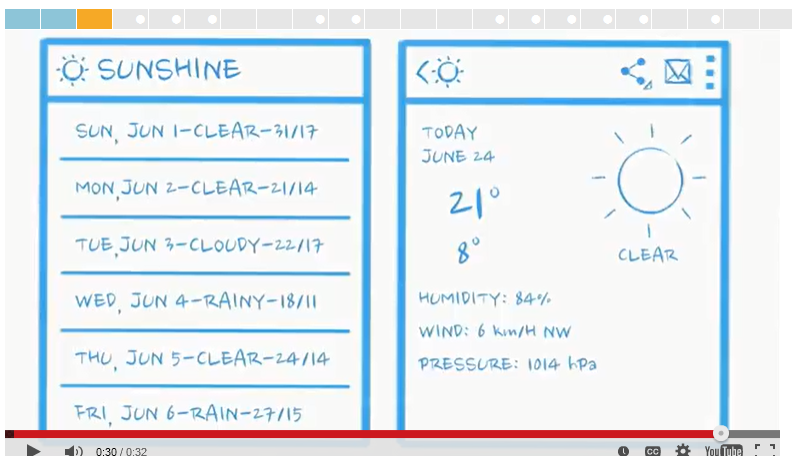 SUNSHINE
SUN, JUN 1-CLEAR-31/17
MON, JUN 2-CLEAR-21/14
TUE, JUN 3-CLOUDY-22/17
WED, JUN 4-RAINY-18/11
THU, JUN 5-CLEAR-24/14
FRI, JUN 6-RAIN-27/15
TODAY
JUNE 24
21°
8°
CLEAR
HUMIDITY: 84%
WIND: 6 km/H NW
PRESSURE: 1014 hPa
0:30 / 0:32
CC
YouTube